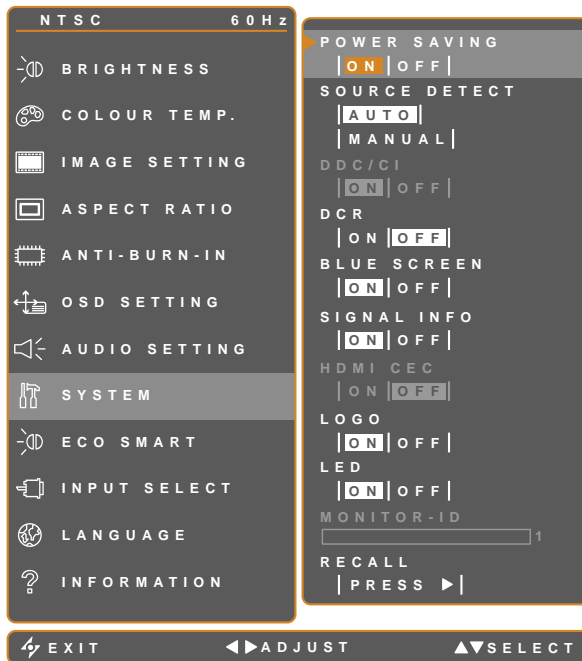 NTSC 60Hz
BRIGHTNESS
COLOUR TEMP.
IMAGE SETTING
ASPECT RATIO
ANTI-BURN-IN
OSD SETTING
AUDIO SETTING
SYSTEM
ECO SMART
INPUT SELECT
LANGUAGE
INFORMATION
POWER SAVING
ON OFF
SOURCE DETECT
AUTO
MANUAL
DDC/CI
ON OFF
DCR
ON OFF
BLUE SCREEN
ON OFF
SIGNAL INFO
ON OFF
HDMI CEC
ON OFF
LOGO
ON OFF
LED
ON OFF
MONITOR-ID
1
RECALL
PRESS ▶
EXIT ◀▶ADJUST ▲▼SELECT